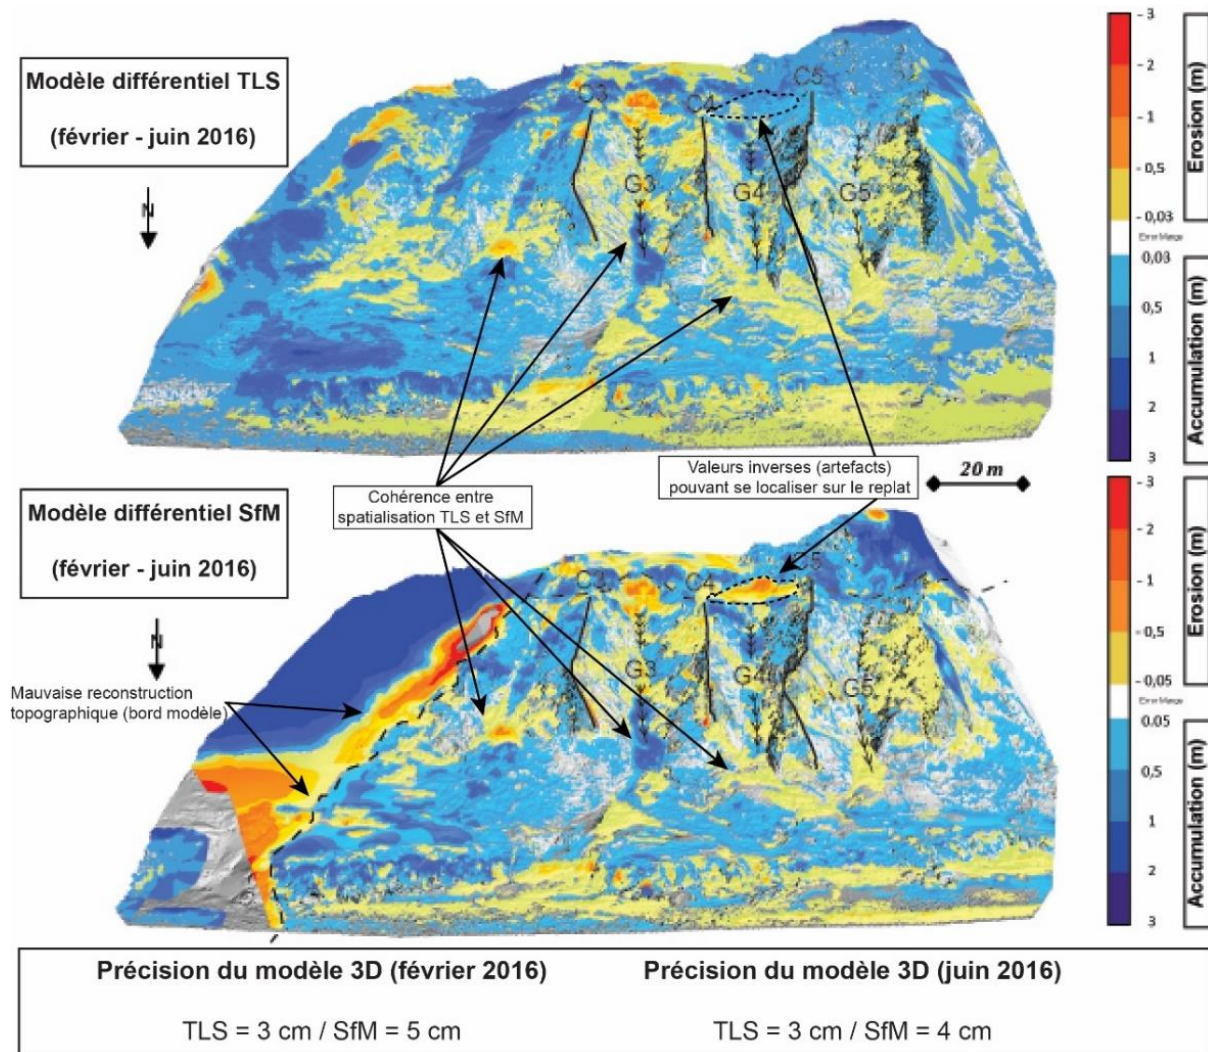 Modèle différentiel TLS
(février - juin 2016)
N
C3
C4
C5
G3
G4
G5
- 3
- 2
- 1
- 0,5
- 0,03
Error Marge
0,03
0,5
1
2
3
Erosion (m)
Accumulation (m)
Cohérence entre
spatialisation TLS et SfM
Valeurs inverses (artefacts)
pouvant se localiser sur le replat
20 m
Modèle différentiel SfM
(février - juin 2016)
N
Mauvaise reconstruction
topographique (bord modèle)
C3
C4
C5
G3
G4
G5
- 3
- 2
- 1
- 0,5
- 0,05
Error Marge
0.05
0,5
1
2
3
Erosion (m)
Accumulation (m)
Précision du modèle 3D (février 2016)
Précision du modèle 3D (juin 2016)
TLS = 3 cm / SfM = 5 cm
TLS = 3 cm / SfM = 4 cm